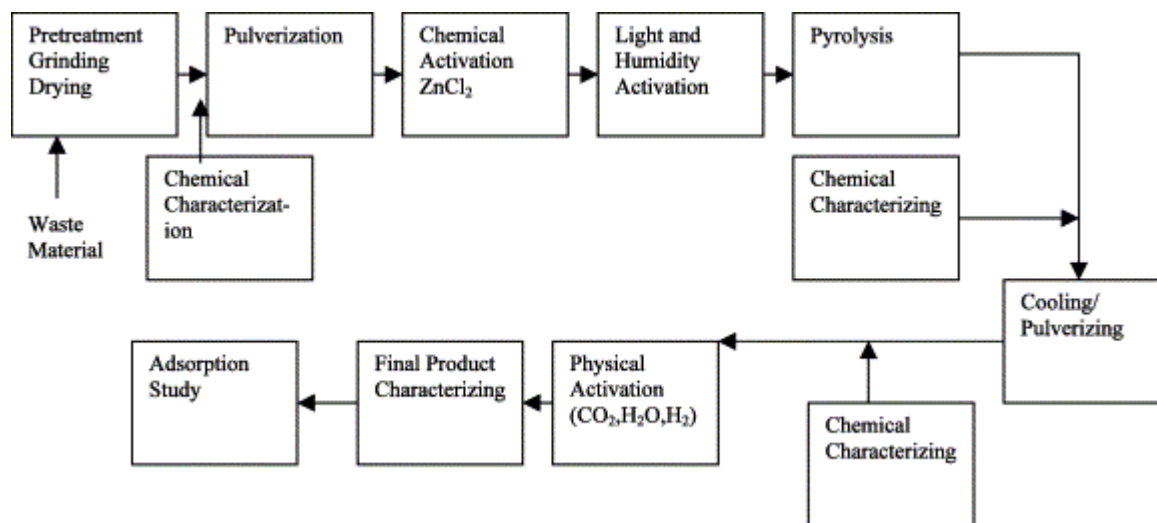 Pretreatment
Grinding
Drying
Pulverization
Chemical
Activation
ZnCl₂
Light and
Humidity
Activation
Pyrolysis
Waste
Material
Chemical
Characterizat-
ion
Chemical
Characterizing
Cooling/
Pulverizing
Adsorption
Study
Final Product
Characterizing
Physical
Activation
(CO₂,H₂O,H₂)
Chemical
Characterizing